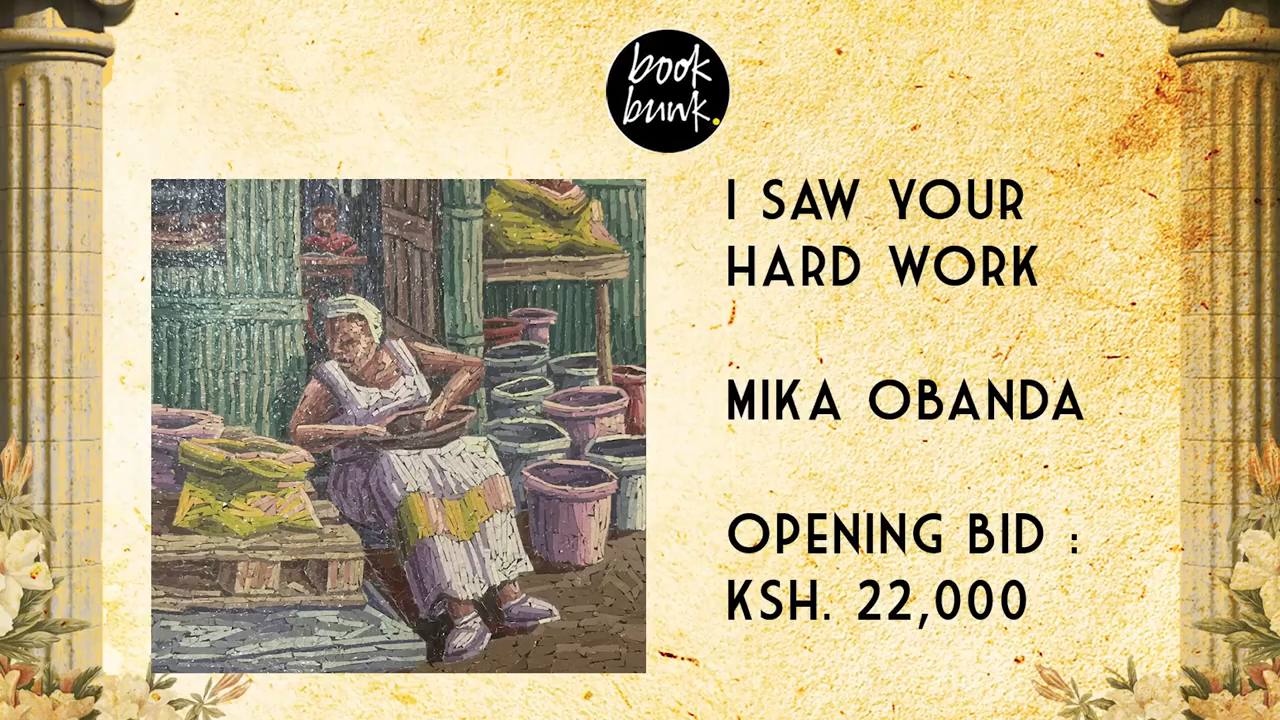 book
bunk.
I SAW YOUR
HARD WORK
MIKA OBANDA
OPENING BID :
KSH. 22,000